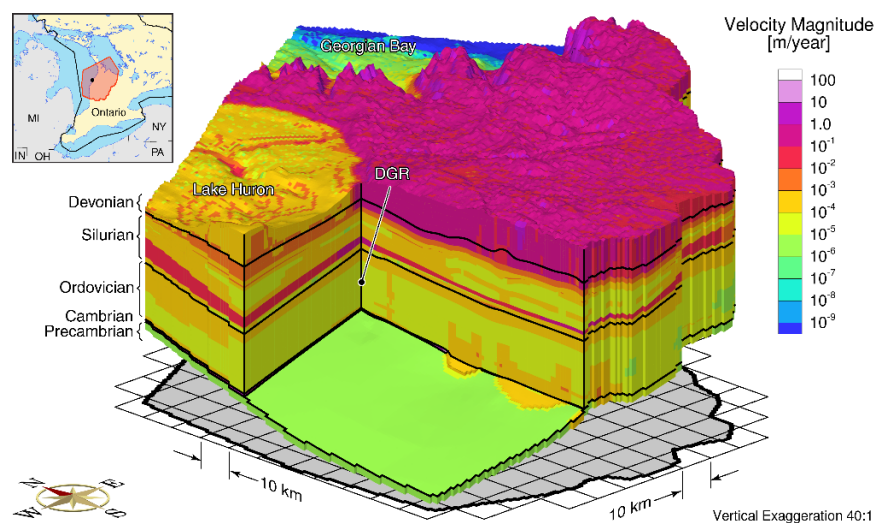 MI
Ontario
NY
IN
OH
PA
Georgian Bay
Lake Huron
DGR
Devonian
Silurian
Ordovician
Cambrian
Precambrian
10 km
10 km
N
E
W
S
Velocity Magnitude
[m/year]
100
10
1.0
10⁻¹
10⁻²
10⁻³
10⁻⁴
10⁻⁵
10⁻⁶
10⁻⁷
10⁻⁸
10⁻⁹
Vertical Exaggeration 40:1